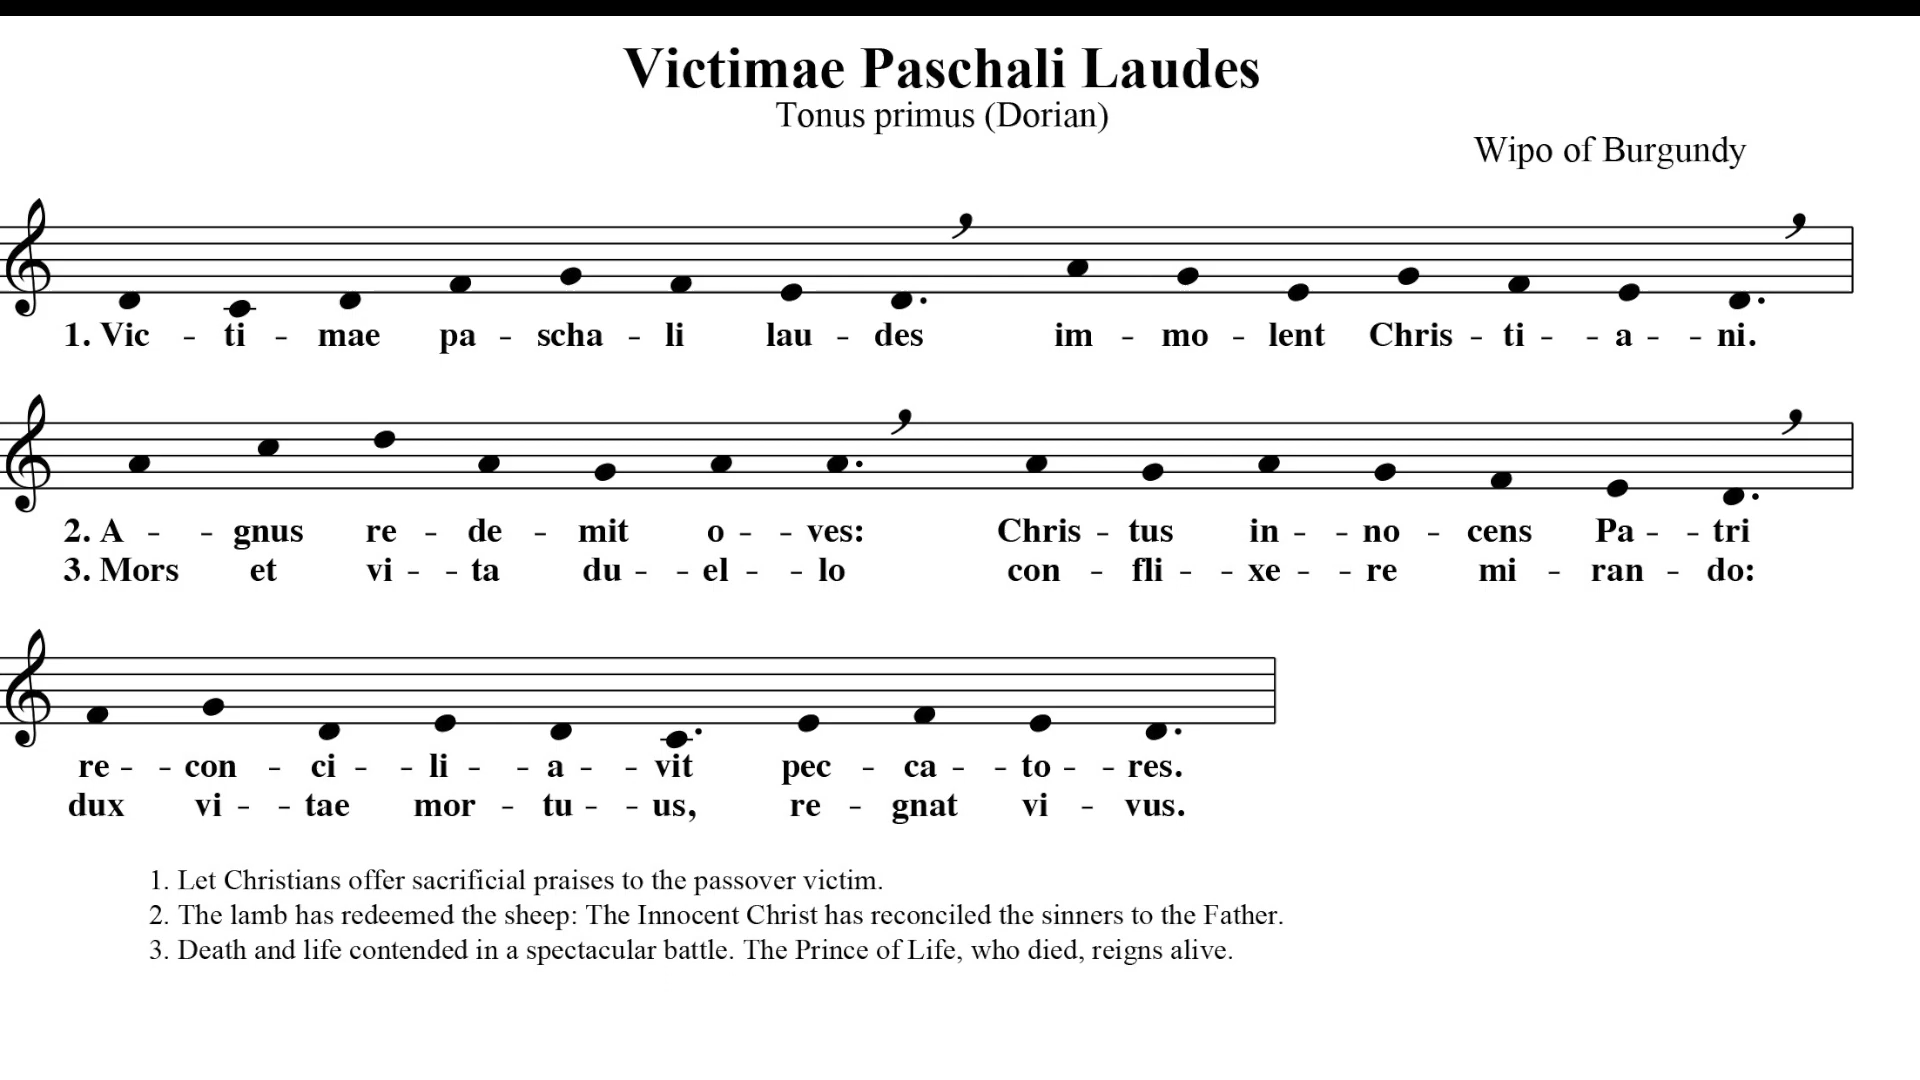 Victimae Paschali Laudes
Tonus primus (Dorian)
Wipo of Burgundy
1. Vic - ti - mae pa - scha - li lau - des im - mo - lent Chris - ti - - a - - ni.
2. A - - gnus re - de - mit o - - ves: Chris - tus in - - no - cens Pa - - tri
3. Mors et vi - - ta du - - el - - lo con - fli - - xe - - re mi - ran - do:
re - - con - ci - - li - - a - - vit pec - ca - - to - - res.
dux vi - - tae mor - tu - - us, re - gnat vi - vus.
1. Let Christians offer sacrificial praises to the passover victim.
2. The lamb has redeemed the sheep: The Innocent Christ has reconciled the sinners to the Father.
3. Death and life contended in a spectacular battle. The Prince of Life, who died, reigns alive.